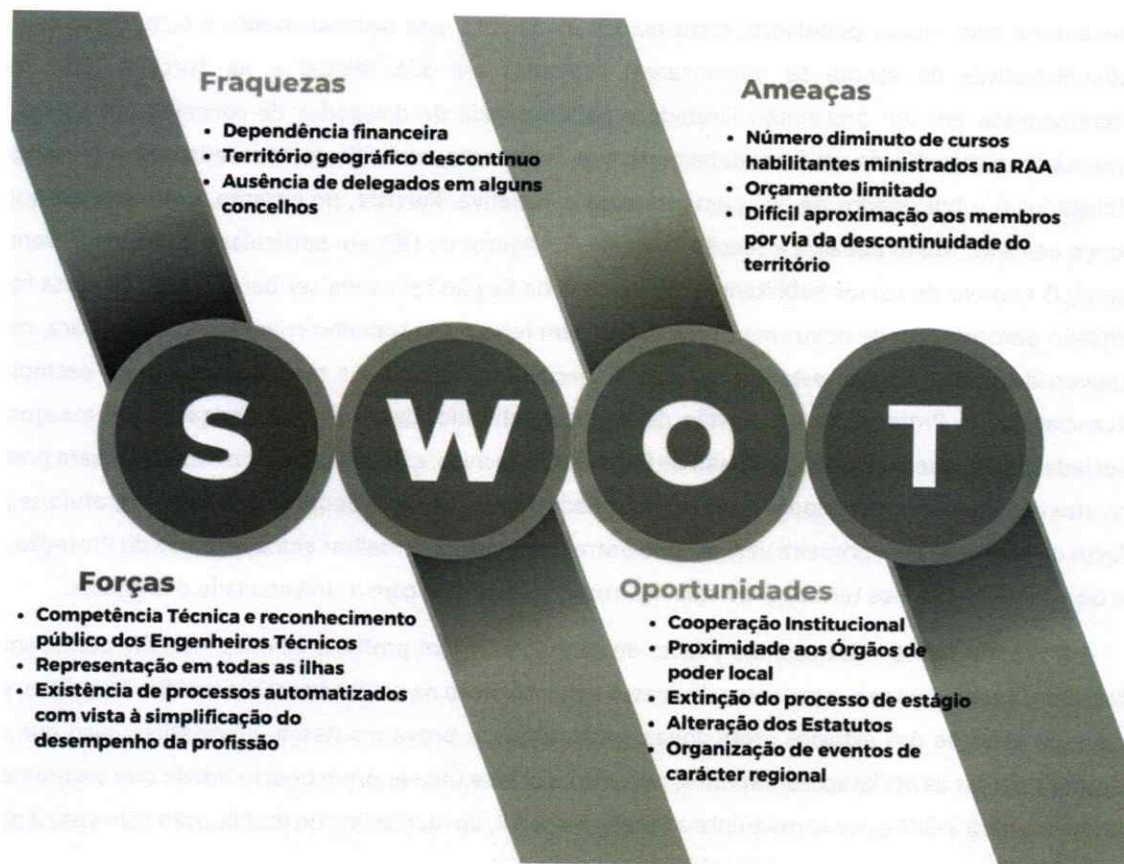 Fraquezas
• Dependência financeira
• Território geográfico descontínuo
• Ausência de delegados em alguns
concelhos
Ameaças
• Número diminuto de cursos
habilitantes ministrados na RAA
• Orçamento limitado
• Difícil aproximação aos membros
por via da descontinuidade do
território
S W O T
Forças
• Competência Técnica e reconhecimento
público dos Engenheiros Técnicos
• Representação em todas as ilhas
• Existência de processos automatizados
com vista à simplificação do
desempenho da profissão
Oportunidades
• Cooperação Institucional
• Proximidade aos Órgãos de
poder local
• Extinção do processo de estágio
• Alteração dos Estatutos
• Organização de eventos de
carácter regional